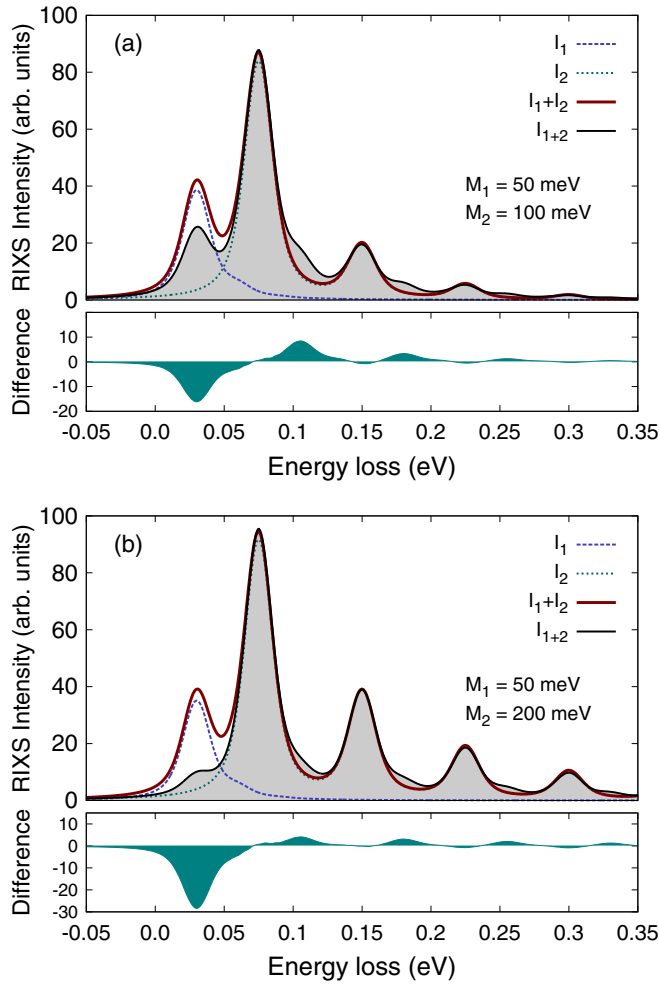 (a)
RIXS Intensity (arb. units)
100
80
60
40
20
0
I1
I2
I1+I2
I1+2
M1 = 50 meV
M2 = 100 meV
Difference
10
0
-10
-20
-0.05 0.0 0.05 0.1 0.15 0.2 0.25 0.3 0.35
Energy loss (eV)
(b)
RIXS Intensity (arb. units)
100
80
60
40
20
0
I1
I2
I1+I2
I1+2
M1 = 50 meV
M2 = 200 meV
Difference
10
0
-10
-20
-30
-0.05 0.0 0.05 0.1 0.15 0.2 0.25 0.3 0.35
Energy loss (eV)